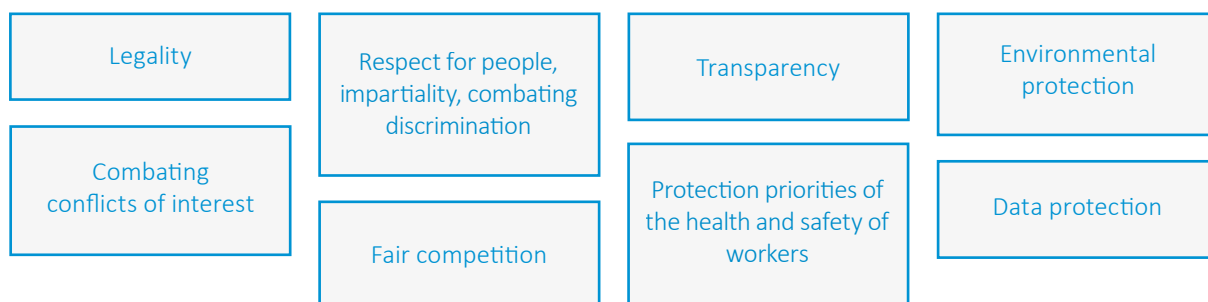 Legality
Combating
conflicts of interest
Respect for people,
impartiality, combating
discrimination
Fair competition
Transparency
Protection priorities of
the health and safety of
workers
Environmental
protection
Data protection